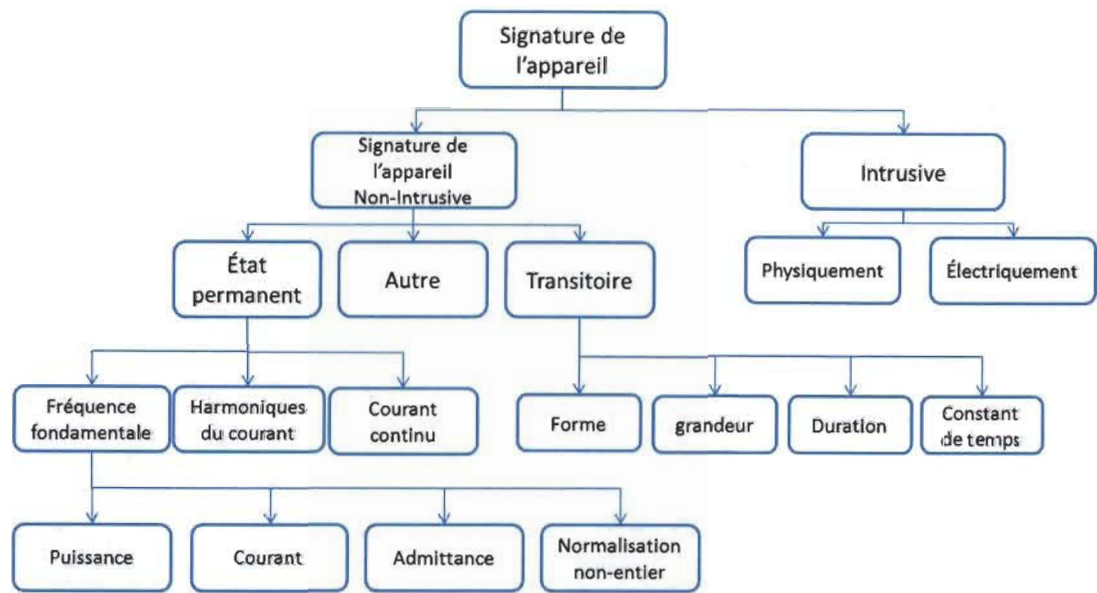 Signature de
l'appareil
Signature de
l'appareil
Non-Intrusive
Intrusive
État
permanent
Autre
Transitoire
Physiquement
Électriquement
Fréquence
fondamentale
Harmoniques
du courant
Courant
continu
Forme
grandeur
Duration
Constant
de temps
Puissance
Courant
Admittance
Normalisation
non-entier